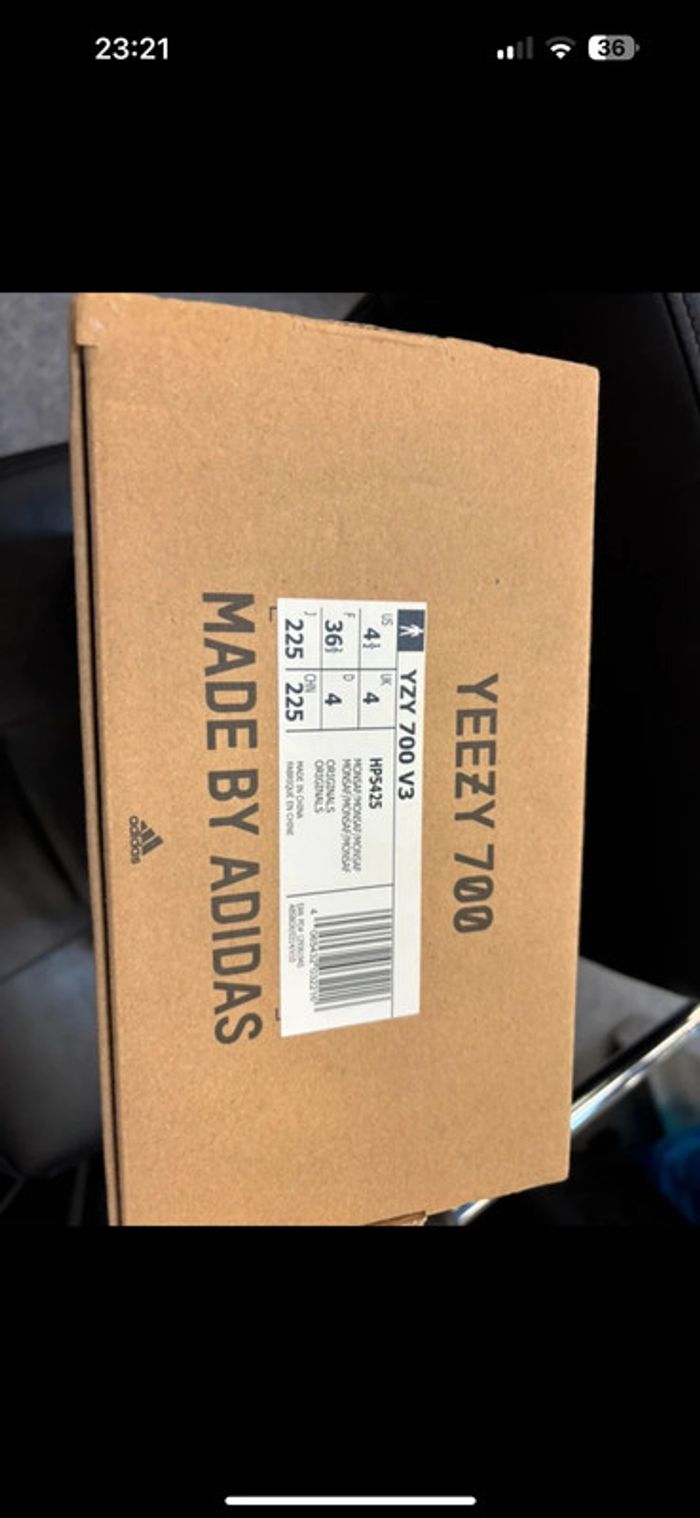 23:21
36
YEEZY 700
YZY 700 V3
US 4½
UK 4
F 36⅔
D 4
J 225
CHN 225
HP5425
MONSAF/MONSAF/MONSAF
MONSAF/MONSAF/MONSAF
ORIGINALS
ORIGINALS
MADE IN CHINA
FABRIQUÉ EN CHINE
MADE BY ADIDAS
adidas